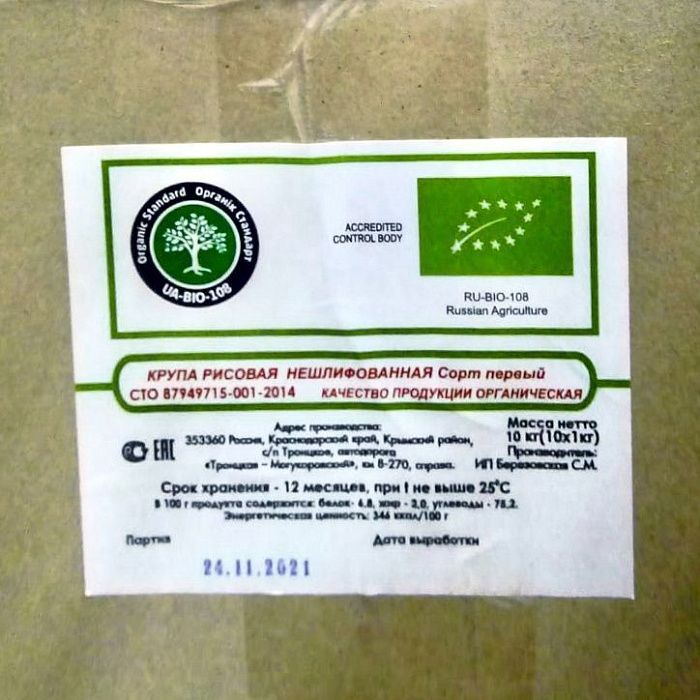 Organic Standard Органік Стандарт
UA-BIO-108
ACCREDITED
CONTROL BODY
RU-BIO-108
Russian Agriculture
КРУПА РИСОВАЯ НЕШЛИФОВАННАЯ Сорт первый
СТО 87949715-001-2014 КАЧЕСТВО ПРОДУКЦИИ ОРГАНИЧЕСКАЯ
Адрес производства:
353360 Россия, Краснодарский край, Крымский район,
с/п Троицкое, автодорога
«Троицкая – Могукоровский», км 8-270, справа.
EAC
Масса нетто
10 кг(10x1кг)
Производитель:
ИП Березовская С.М.
Срок хранения - 12 месяцев, при t не выше 25°С
В 100 г продукта содержится: белок- 6,8, жир - 2,0, углеводы - 75,2.
Энергетическая ценность: 346 ккал/100 г
Партия Дата выработки
24.11.2021